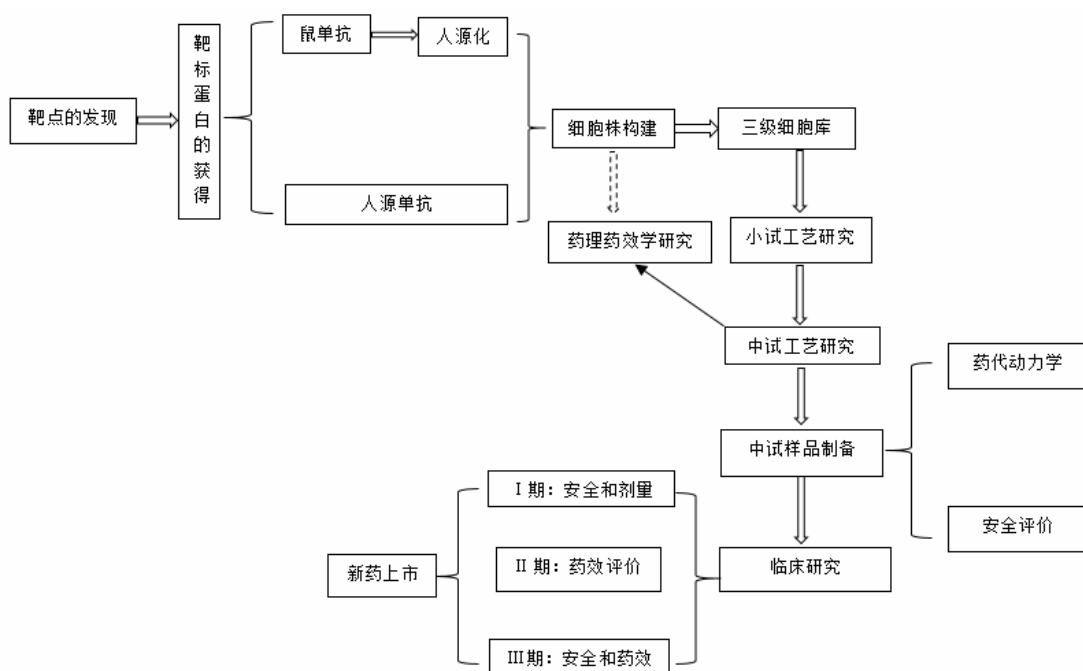 鼠单抗
人源化
靶标蛋白的获得
靶点的发现
细胞株构建
三级细胞库
人源单抗
药理药效学研究
小试工艺研究
中试工艺研究
药代动力学
中试样品制备
I 期：安全和剂量
安全评价
新药上市
II 期：药效评价
临床研究
III期：安全和药效